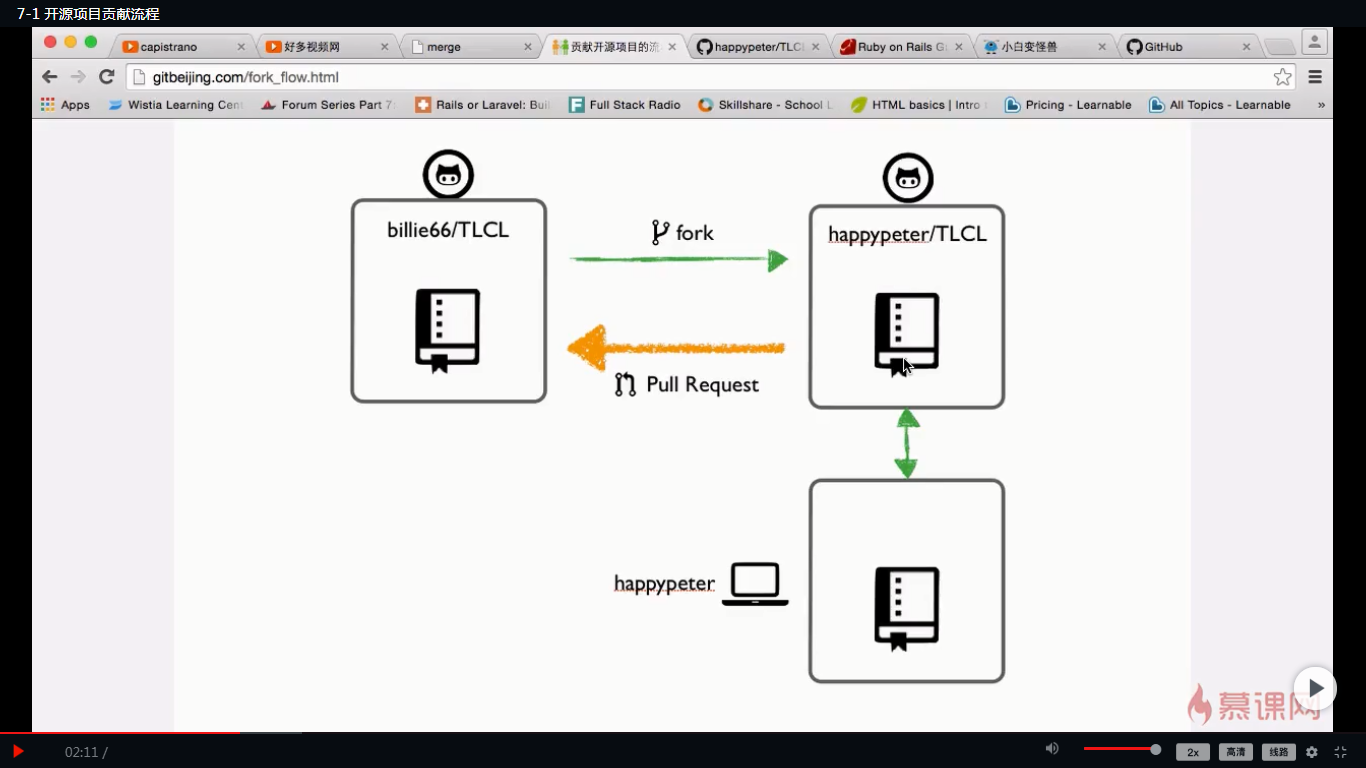 7-1 开源项目贡献流程
capistrano
好多视频网
merge
贡献开源项目的流
happypeter/TLCL
Ruby on Rails G
小白变怪兽
GitHub
gitbeijing.com/fork_flow.html
Apps
Wistia Learning Cen
Forum Series Part 7
Rails or Laravel: Bui
Full Stack Radio
Skillshare - School
HTML basics | Intro
Pricing - Learnable
All Topics - Learnable
»
billie66/TLCL
fork
happypeter/TLCL
Pull Request
happypeter
慕课网
02:11 /
2x
高清
线路